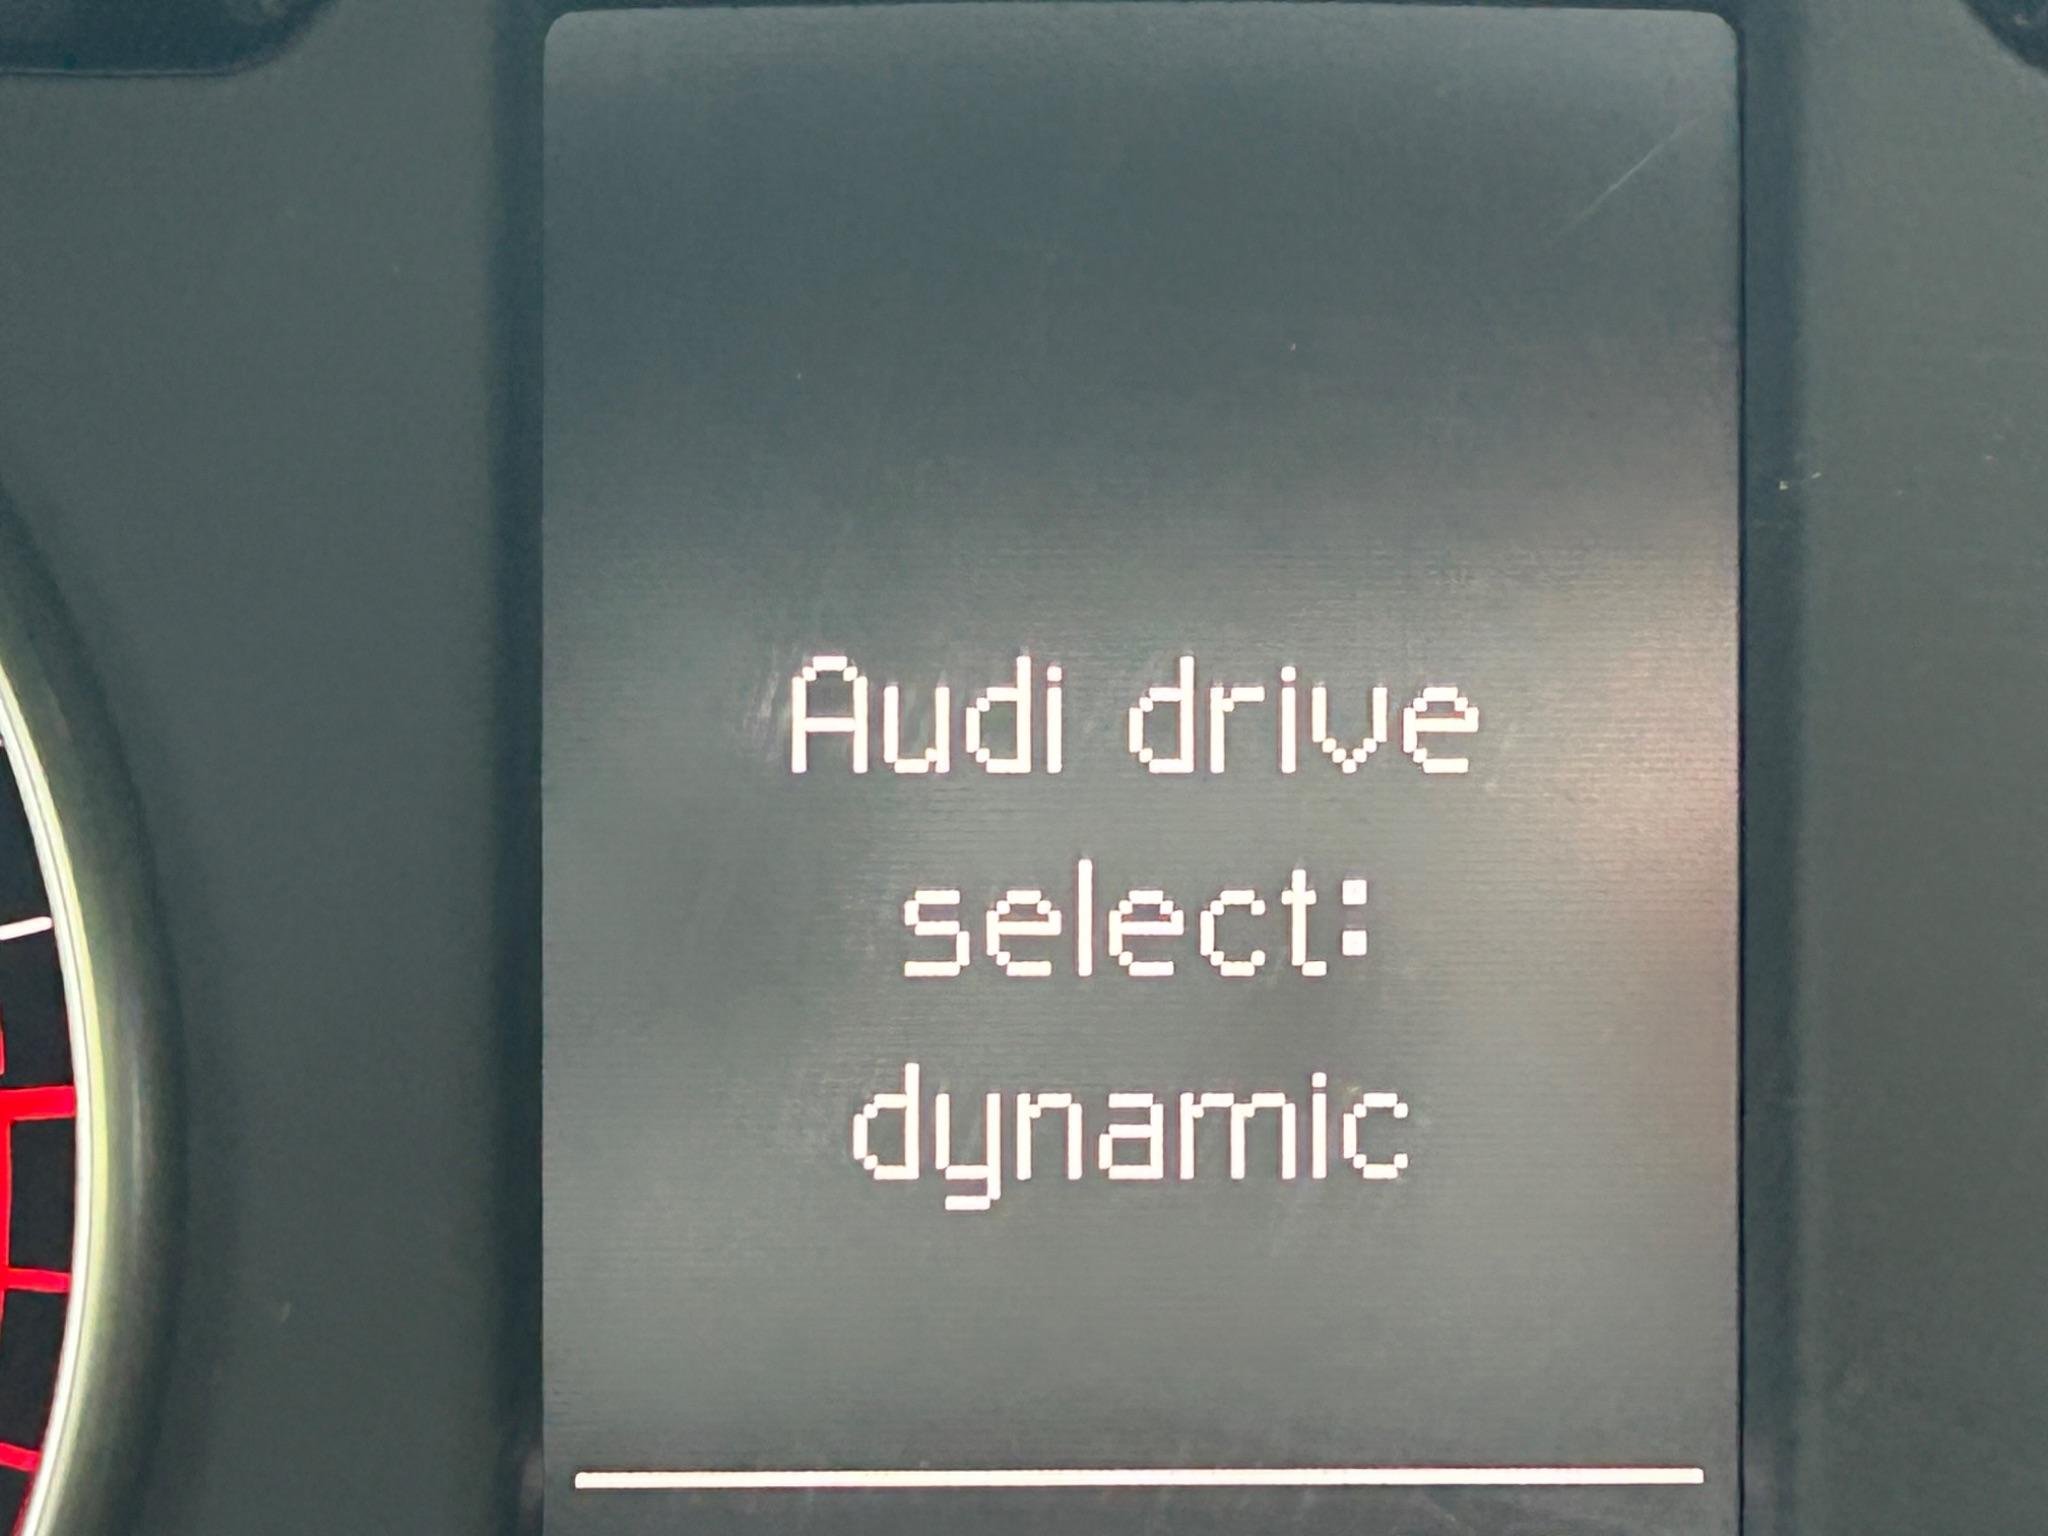 Audi drive
select:
dynamic